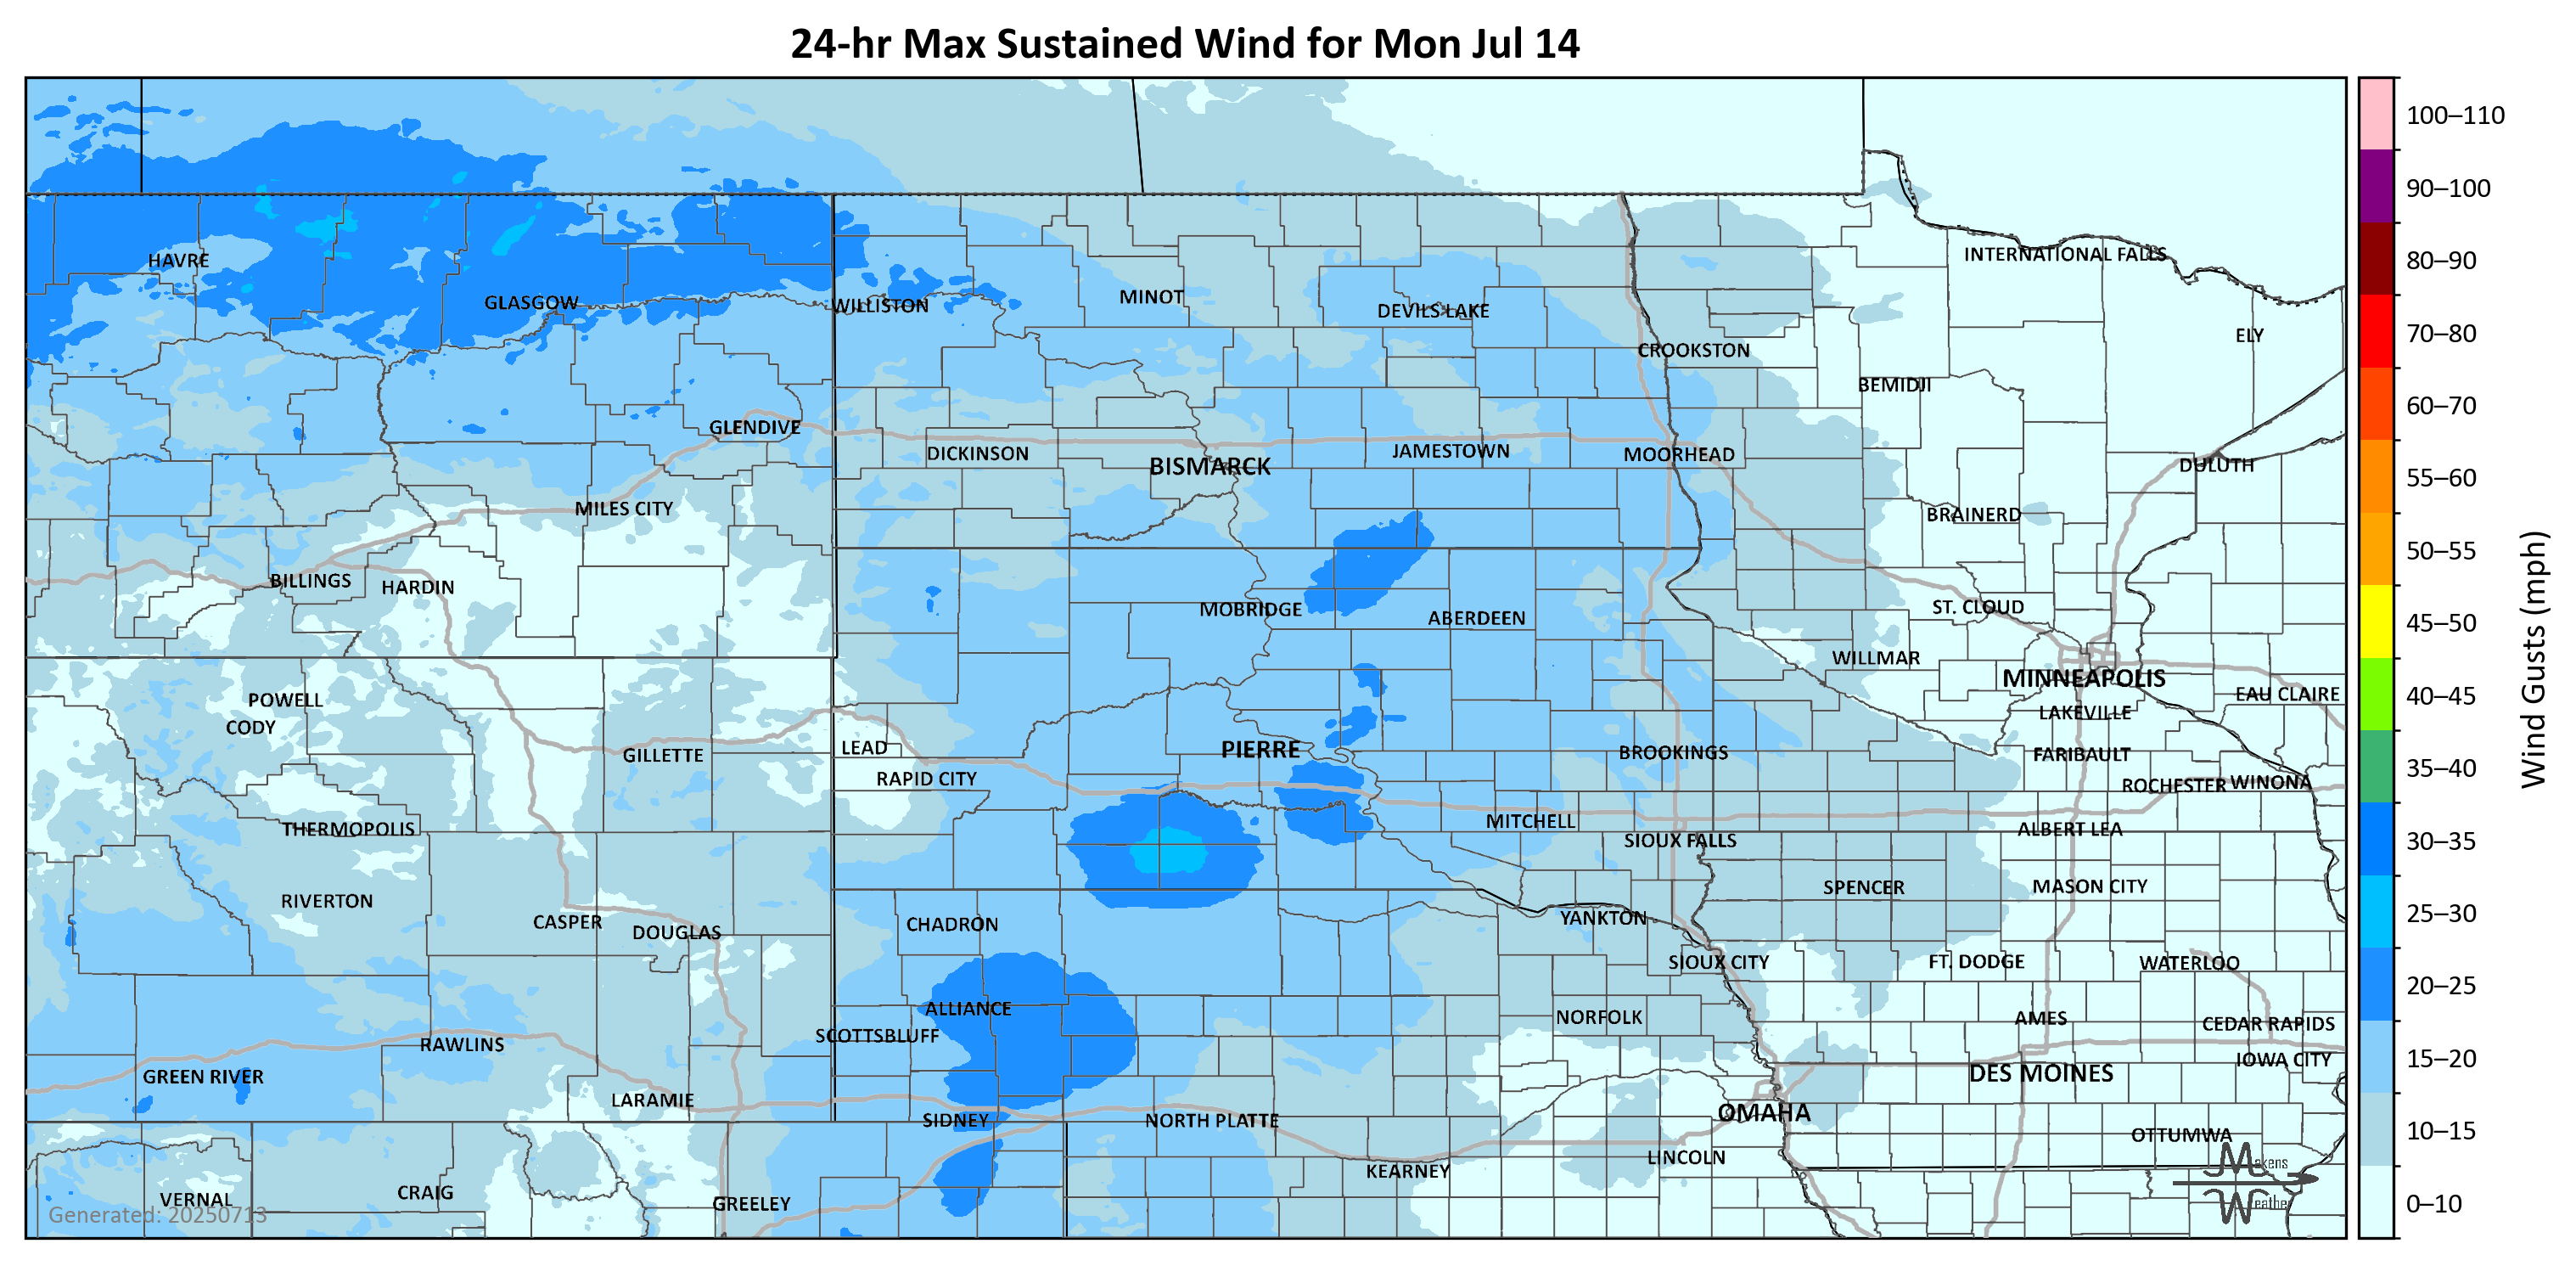 24-hr Max Sustained Wind for Mon Jul 14
100–110
90–100
80–90
70–80
60–70
55–60
50–55
45–50
40–45
35–40
30–35
25–30
20–25
15–20
10–15
0–10
Wind Gusts (mph)
INTERNATIONAL FALLS
HAVRE
GLASGOW
WILLISTON
MINOT
DEVILS LAKE
ELY
CROOKSTON
BEMIDJI
GLENDIVE
DICKINSON
BISMARCK
JAMESTOWN
MOORHEAD
DULUTH
MILES CITY
BRAINERD
BILLINGS
HARDIN
MOBRIDGE
ABERDEEN
ST. CLOUD
WILLMAR
MINNEAPOLIS
POWELL
EAU CLAIRE
CODY
LAKEVILLE
GILLETTE
LEAD
PIERRE
BROOKINGS
FARIBAULT
RAPID CITY
ROCHESTER
WINONA
THERMOPOLIS
MITCHELL
ALBERT LEA
SIOUX FALLS
RIVERTON
SPENCER
MASON CITY
CASPER
DOUGLAS
CHADRON
YANKTON
SIOUX CITY
FT. DODGE
WATERLOO
ALLIANCE
NORFOLK
AMES
CEDAR RAPIDS
SCOTTSBLUFF
RAWLINS
IOWA CITY
GREEN RIVER
DES MOINES
LARAMIE
SIDNEY
NORTH PLATTE
OMAHA
OTTUMWA
KEARNEY
LINCOLN
VERNAL
CRAIG
GREELEY
Makens
Weather
Generated: 20250713